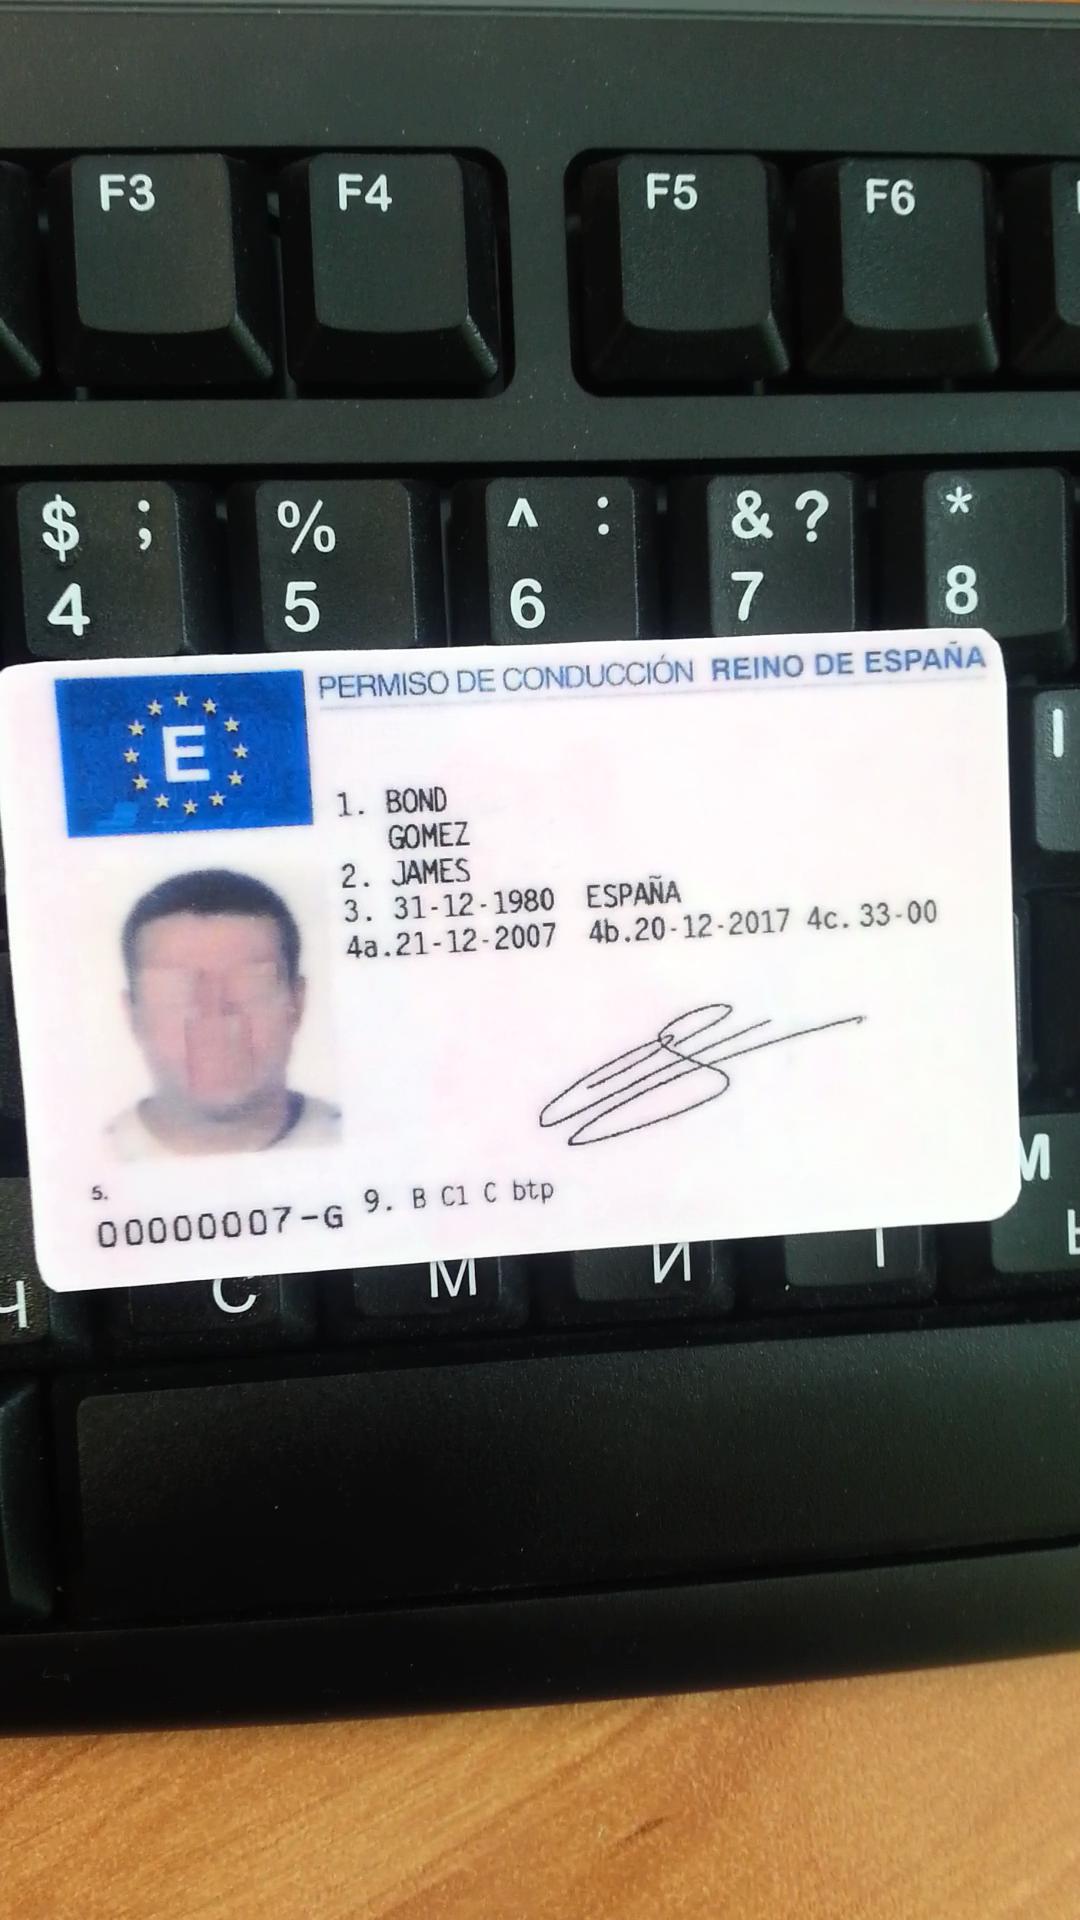 F3 F4 F5 F6
$ ; % ^ : & ? *
4 5 6 7 8
PERMISO DE CONDUCCIÓN REINO DE ESPAÑA
E
1. BOND
GOMEZ
2. JAMES
3. 31-12-1980 ESPAÑA
4a.21-12-2007 4b.20-12-2017 4c. 33-00
5.
00000007-G 9. B C1 C btp
Ч С М И І